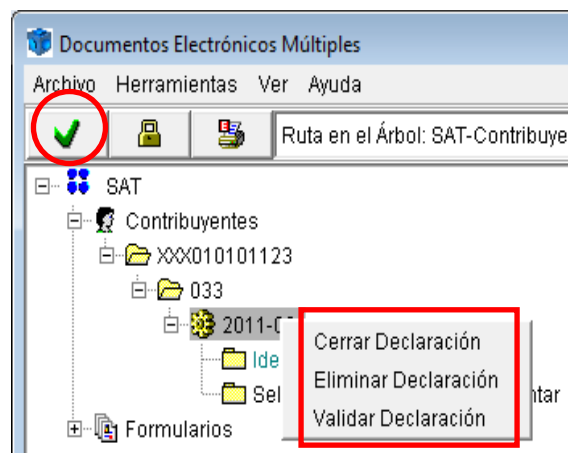 Documentos Electrónicos Múltiples
Archivo Herramientas Ver Ayuda
Ruta en el Árbol: SAT-Contribuye
SAT
Contribuyentes
XXX010101123
033
2011-0
Cerrar Declaración
Ide
Eliminar Declaración
Sel
ntar
Validar Declaración
Formularios